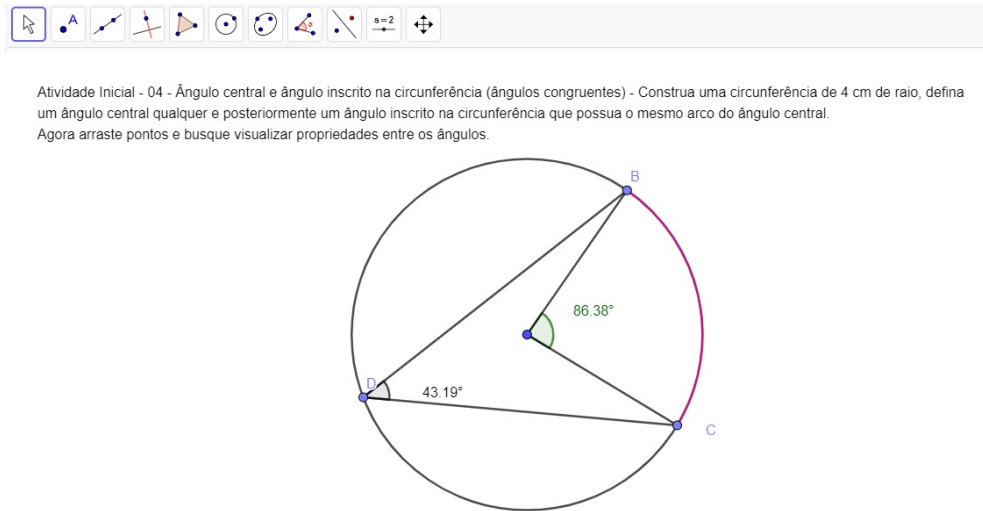 A
a=2
Atividade Inicial - 04 - Ângulo central e ângulo inscrito na circunferência (ângulos congruentes) - Construa uma circunferência de 4 cm de raio, defina
um ângulo central qualquer e posteriormente um ângulo inscrito na circunferência que possua o mesmo arco do ângulo central.
Agora arraste pontos e busque visualizar propriedades entre os ângulos.
B
86.38°
D
43.19°
C